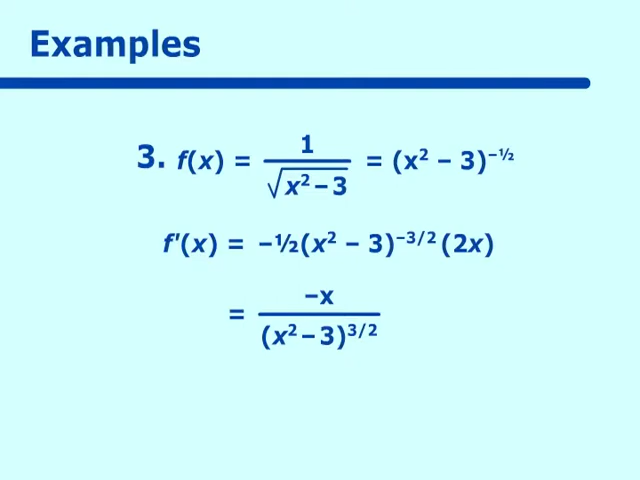 Examples
3. f(x) = 1/√(x² – 3) = (x² – 3)^–½
f'(x) = –½(x² – 3)^–3/2 (2x)
= –x/(x² – 3)^3/2